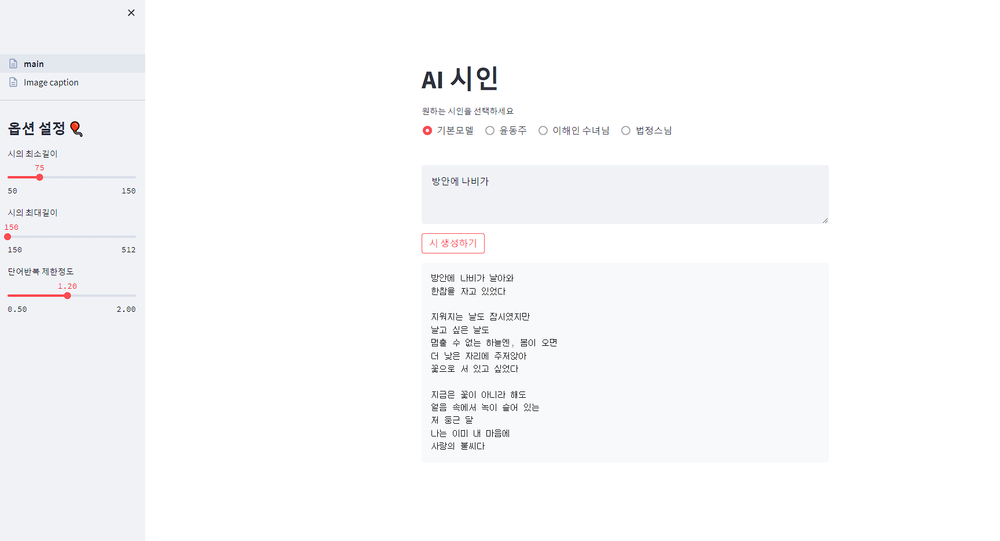 main
Image caption
옵션 설정 🎈
시의 최소길이
75
50 150
시의 최대길이
150
150 512
단어반복 제한정도
1.20
0.50 2.00
AI 시인
원하는 시인을 선택하세요
기본모델 윤동주 이해인 수녀님 법정스님
방안에 나비가
시 생성하기
방안에 나비가 날아와
한참을 자고 있었다
지워지는 날도 잠시였지만
날고 싶은 날도
멈출 수 없는 하늘엔, 봄이 오면
더 낮은 자리에 주저앉아
꽃으로 서 있고 싶었다
지금은 꽃이 아니라 해도
얼음 속에서 녹이 슬어 있는
저 둥근 달
나는 이미 내 마음에
사랑의 불씨다